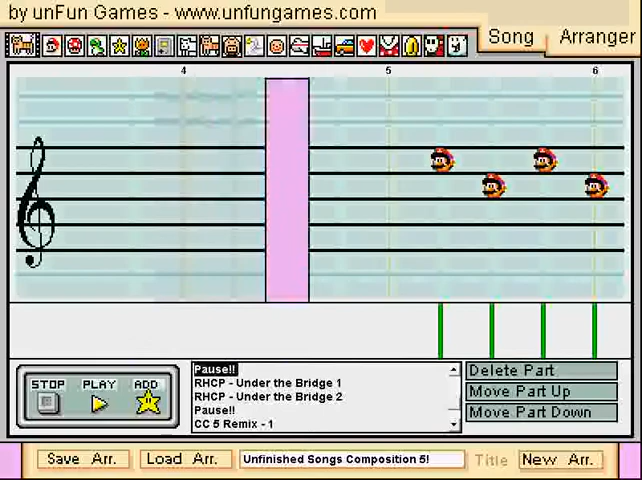 by unFun Games - www.unfungames.com
Song
Arranger
4
5
6
STOP
PLAY
ADD
Pause!!
RHCP - Under the Bridge 1
RHCP - Under the Bridge 2
Pause!!
CC 5 Remix - 1
Delete Part
Move Part Up
Move Part Down
Save Arr.
Load Arr.
Unfinished Songs Composition 5!
Title
New Arr.